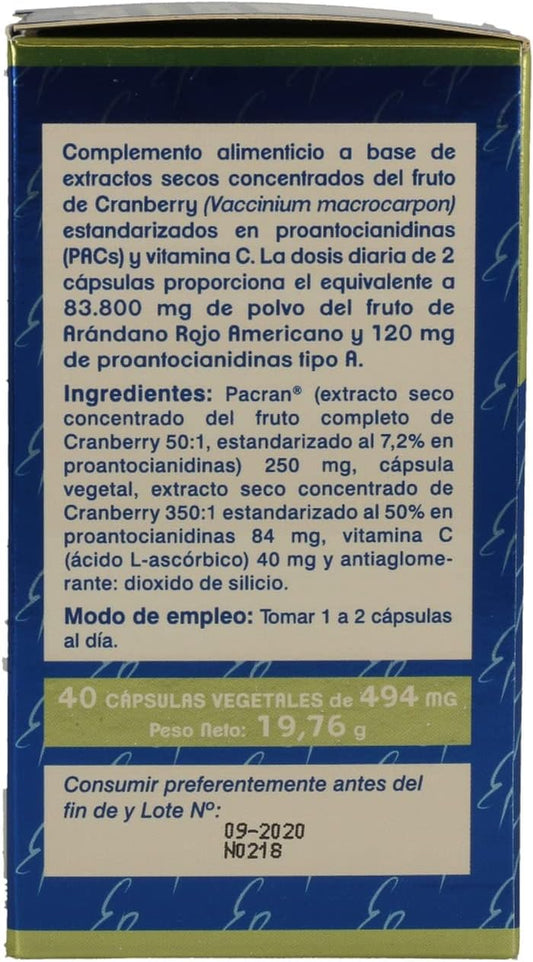 Complemento alimenticio a base de
extractos secos concentrados del fruto
de Cranberry (Vaccinium macrocarpon)
estandarizados en proantocianidinas
(PACs) y vitamina C. La dosis diaria de 2
cápsulas proporciona el equivalente a
83.800 mg de polvo del fruto de
Arándano Rojo Americano y 120 mg
de proantocianidinas tipo A.
Ingredientes: Pacran® (extracto seco
concentrado del fruto completo de
Cranberry 50:1, estandarizado al 7,2% en
proantocianidinas) 250 mg, cápsula
vegetal, extracto seco concentrado de
Cranberry 350:1 estandarizado al 50% en
proantocianidinas 84 mg, vitamina C
(ácido L-ascórbico) 40 mg y antiaglome-
rante: dioxido de silicio.
Modo de empleo: Tomar 1 a 2 cápsulas
al día.
40 CÁPSULAS VEGETALES de 494 MG
Peso Neto: 19,76 g
Consumir preferentemente antes del
fin de y Lote Nº:
09-2020
N0218